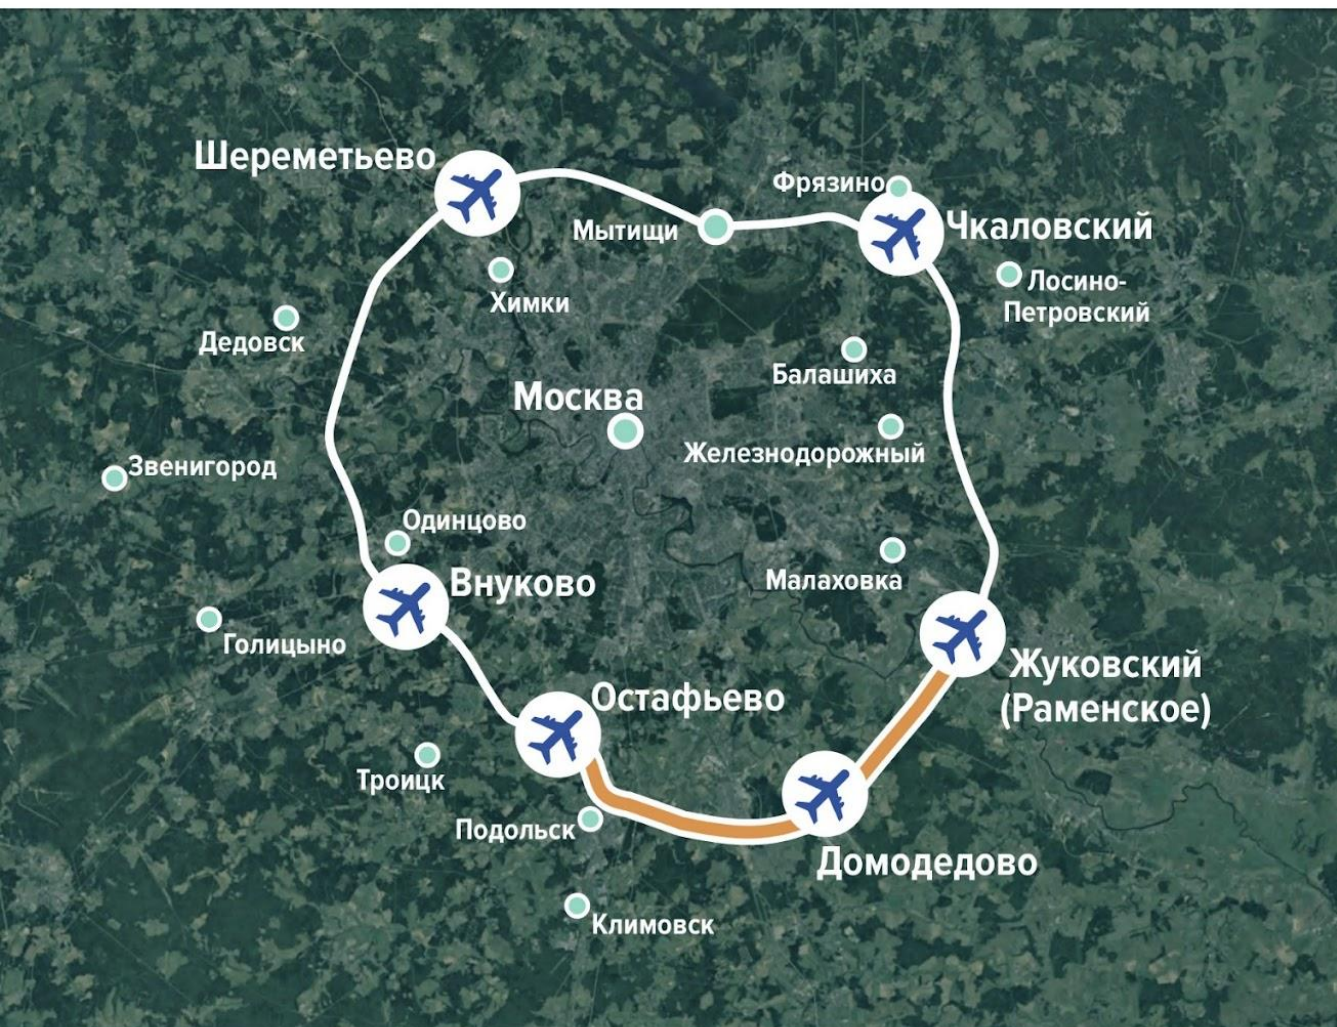 Шереметьево
Фрязино
Чкаловский
Мытищи
Лосино-
Петровский
Химки
Дедовск
Балашиха
Москва
Железнодорожный
Звенигород
Одинцово
Внуково
Малаховка
Голицыно
Жуковский
(Раменское)
Остафьево
Троицк
Подольск
Домодедово
Климовск